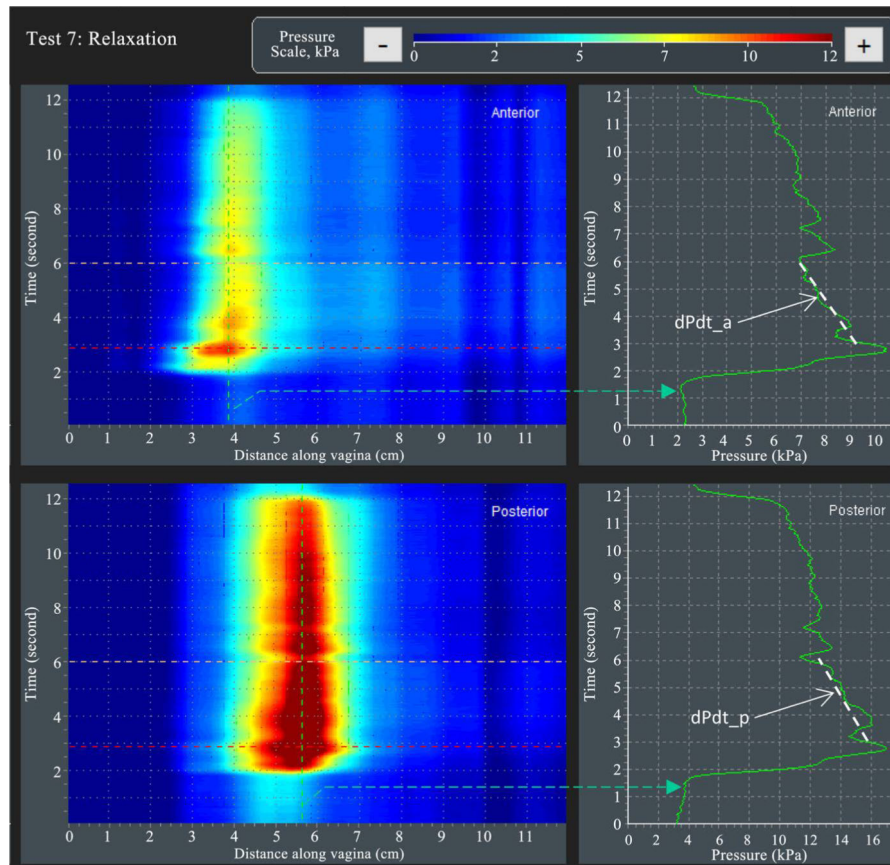 Test 7: Relaxation
Pressure Scale, kPa
-
+
0 2 5 7 10 12
Anterior
Time (second)
12
10
8
6
4
2
0 1 2 3 4 5 6 7 8 9 10 11
Distance along vagina (cm)
Anterior
Time (second)
12
11
10
9
8
7
6
5
4
3
2
1
0
dPdt_a
0 1 2 3 4 5 6 7 8 9 10
Pressure (kPa)
Posterior
Time (second)
12
10
8
6
4
2
0 1 2 3 4 5 6 7 8 9 10 11
Distance along vagina (cm)
Posterior
Time (second)
12
11
10
9
8
7
6
5
4
3
2
1
0
dPdt_p
0 2 4 6 8 10 12 14 16
Pressure (kPa)